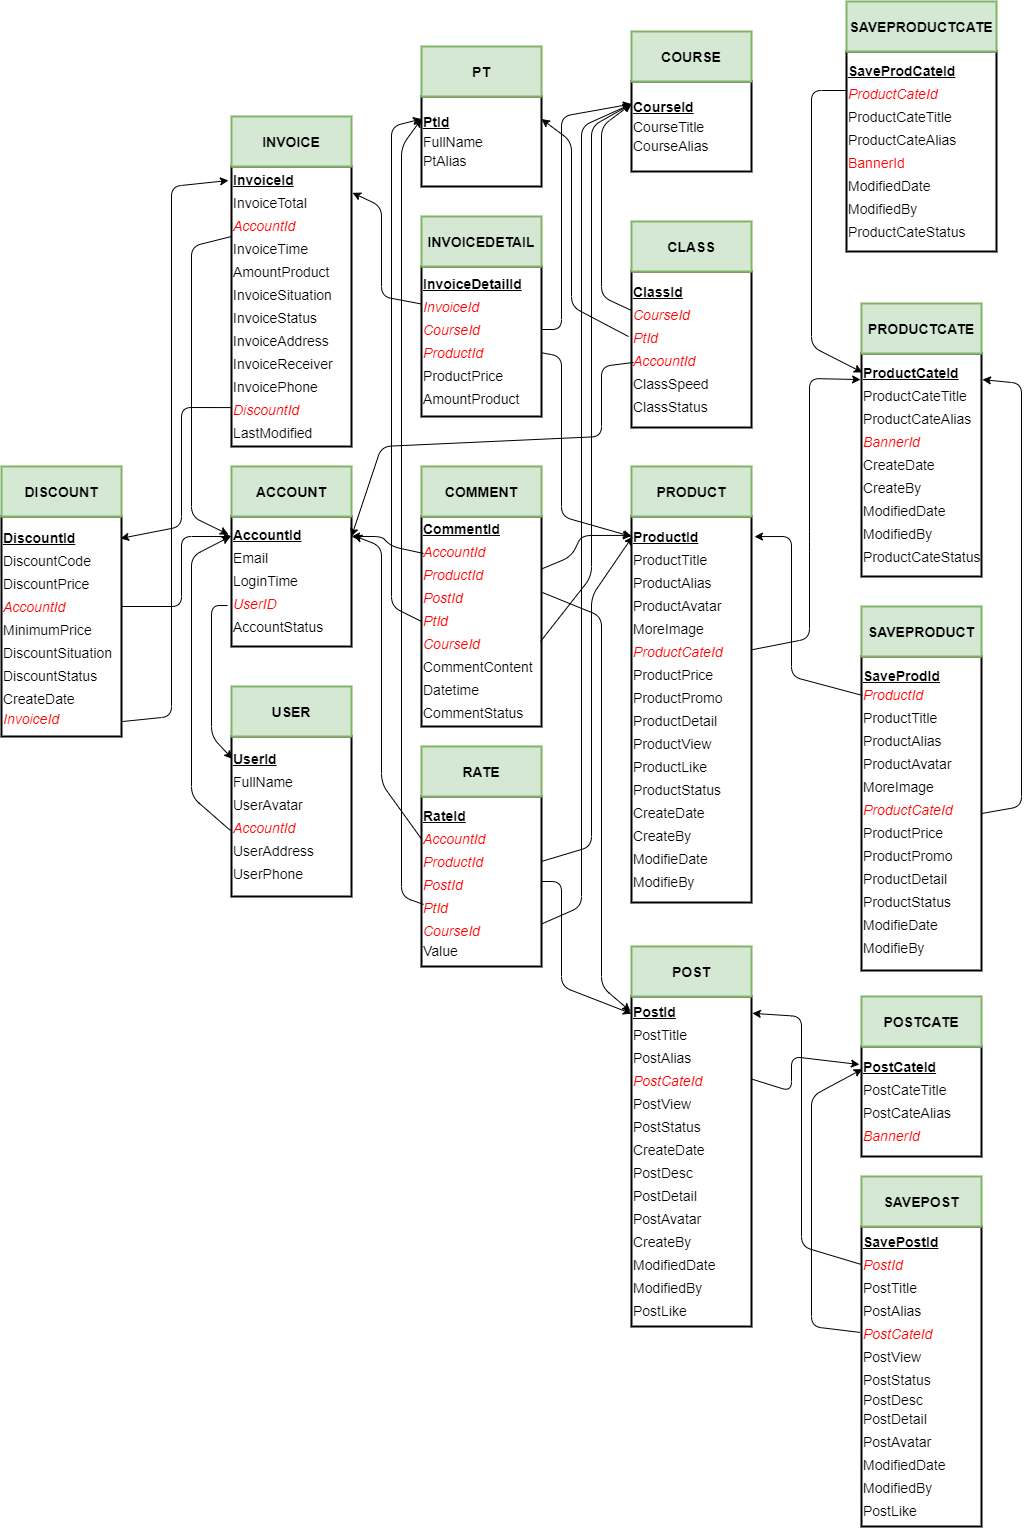 SAVEPRODUCTCATE
SaveProdCateId
ProductCateId
ProductCateTitle
ProductCateAlias
BannerId
ModifiedDate
ModifiedBy
ProductCateStatus
COURSE
CourseId
CourseTitle
CourseAlias
PT
PtId
FullName
PtAlias
INVOICE
InvoiceId
InvoiceTotal
AccountId
InvoiceTime
AmountProduct
InvoiceSituation
InvoiceStatus
InvoiceAddress
InvoiceReceiver
InvoicePhone
DiscountId
LastModified
INVOICEDETAIL
InvoiceDetailId
InvoiceId
CourseId
ProductId
ProductPrice
AmountProduct
CLASS
ClassId
CourseId
PtId
AccountId
ClassSpeed
ClassStatus
PRODUCTCATE
ProductCateId
ProductCateTitle
ProductCateAlias
BannerId
CreateDate
CreateBy
ModifiedDate
ModifiedBy
ProductCateStatus
DISCOUNT
DiscountId
DiscountCode
DiscountPrice
AccountId
MinimumPrice
DiscountSituation
DiscountStatus
CreateDate
InvoiceId
ACCOUNT
AccountId
Email
LoginTime
UserID
AccountStatus
COMMENT
CommentId
AccountId
ProductId
PostId
PtId
CourseId
CommentContent
Datetime
CommentStatus
PRODUCT
ProductId
ProductTitle
ProductAlias
ProductAvatar
MoreImage
ProductCateId
ProductPrice
ProductPromo
ProductDetail
ProductView
ProductLike
ProductStatus
CreateDate
CreateBy
ModifieDate
ModifieBy
SAVEPRODUCT
SaveProdId
ProductId
ProductTitle
ProductAlias
ProductAvatar
MoreImage
ProductCateId
ProductPrice
ProductPromo
ProductDetail
ProductStatus
ModifieDate
ModifieBy
USER
UserId
FullName
UserAvatar
AccountId
UserAddress
UserPhone
RATE
RateId
AccountId
ProductId
PostId
PtId
CourseId
Value
POST
PostId
PostTitle
PostAlias
PostCateId
PostView
PostStatus
CreateDate
PostDesc
PostDetail
PostAvatar
CreateBy
ModifiedDate
ModifiedBy
PostLike
POSTCATE
PostCateId
PostCateTitle
PostCateAlias
BannerId
SAVEPOST
SavePostId
PostId
PostTitle
PostAlias
PostCateId
PostView
PostStatus
PostDesc
PostDetail
PostAvatar
ModifiedDate
ModifiedBy
PostLike